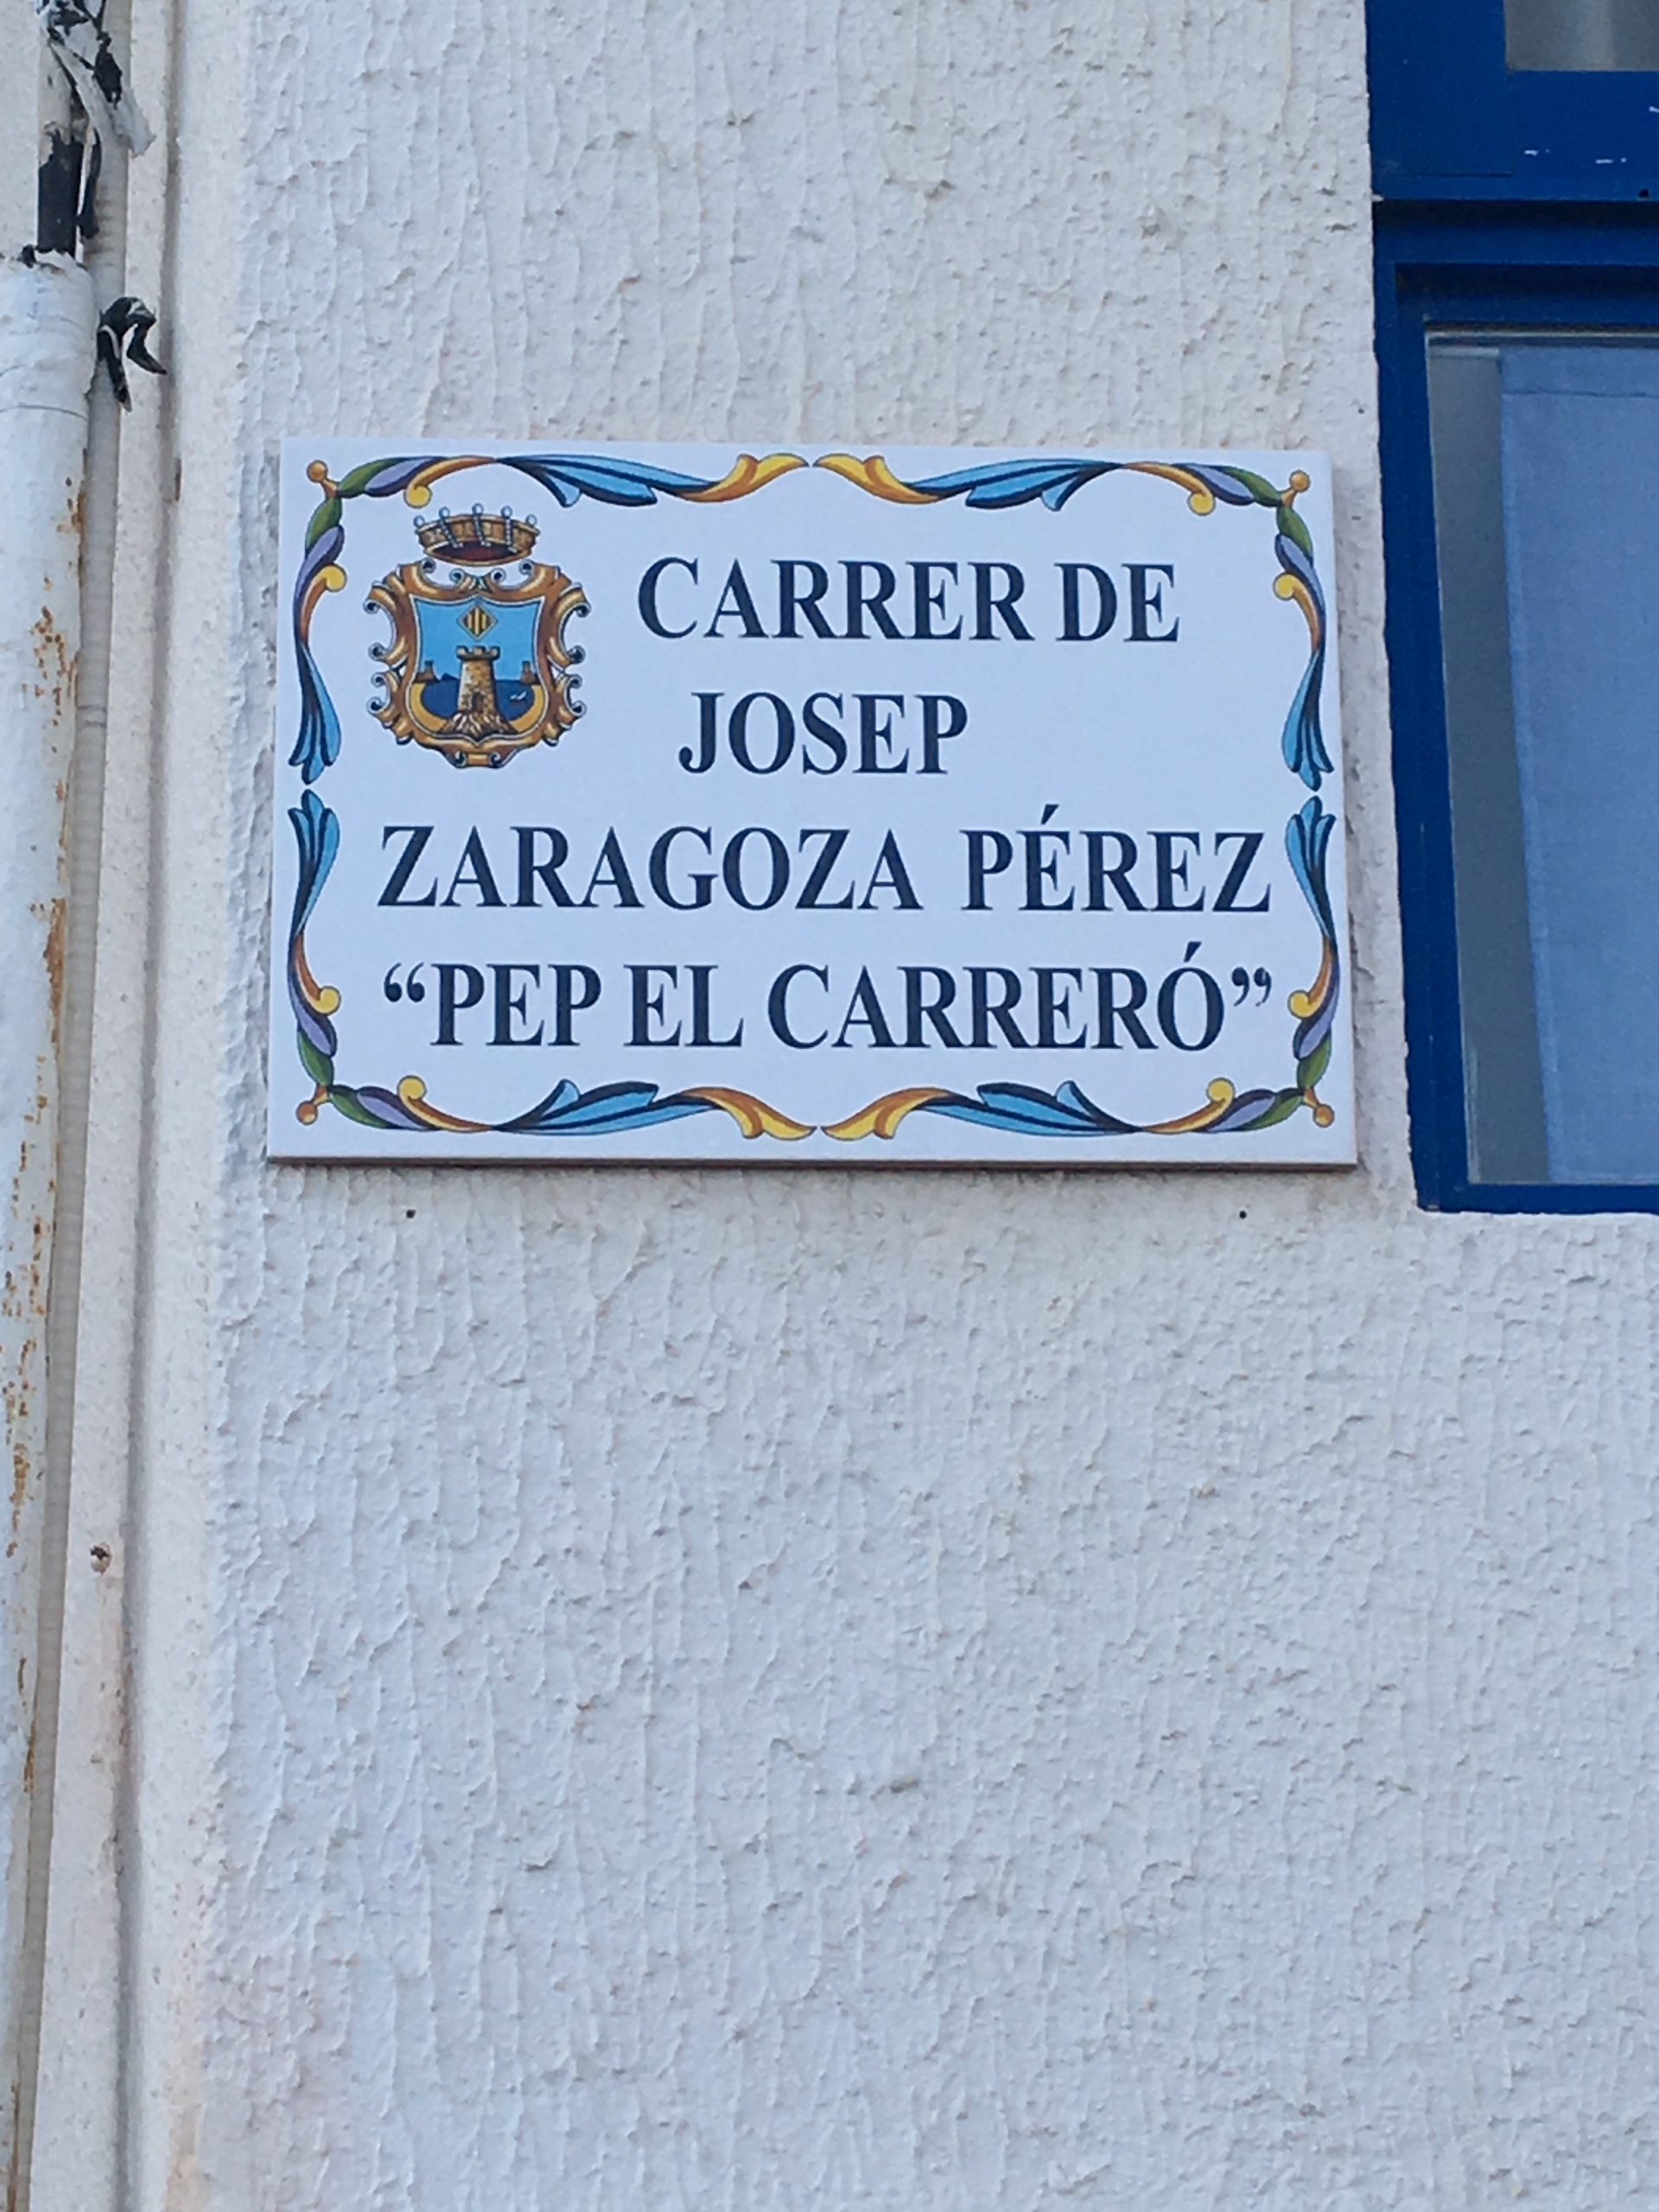 CARRER DE
JOSEP
ZARAGOZA PÉREZ
“PEP EL CARRERÓ”